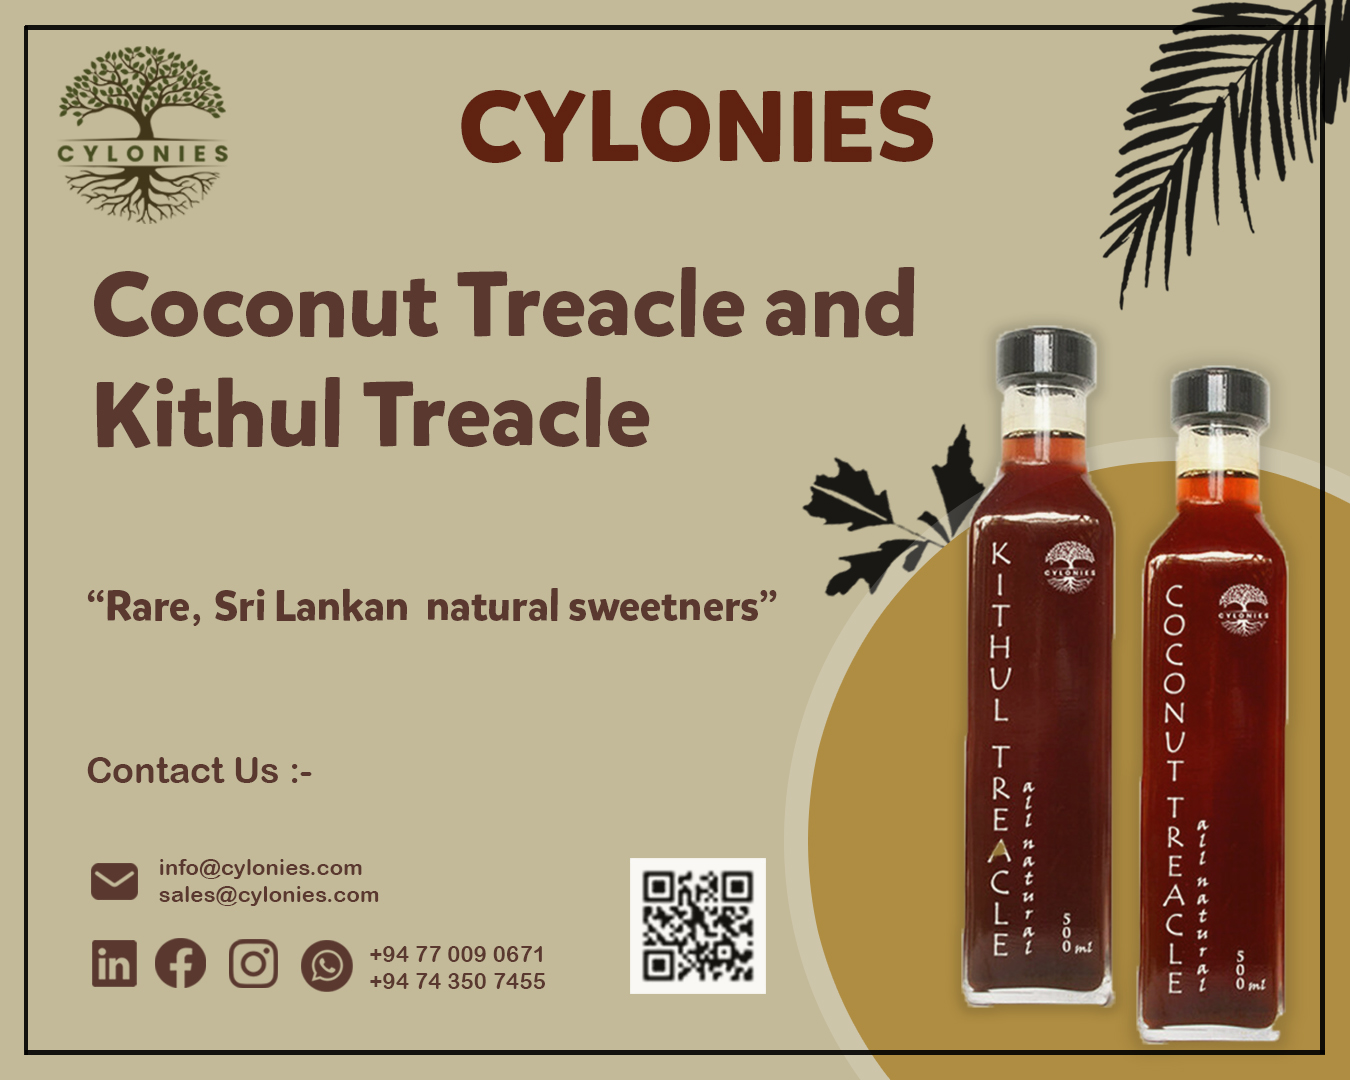 CYLONIES
CYLONIES
Coconut Treacle and
Kithul Treacle
“Rare, Sri Lankan natural sweetners”
Contact Us :-
info@cylonies.com
sales@cylonies.com
+94 77 009 0671
+94 74 350 7455
KITHUL TREACLE
all natural
CYLONIES
500 ml
COCONUT TREACLE
all natural
CYLONIES
500 ml